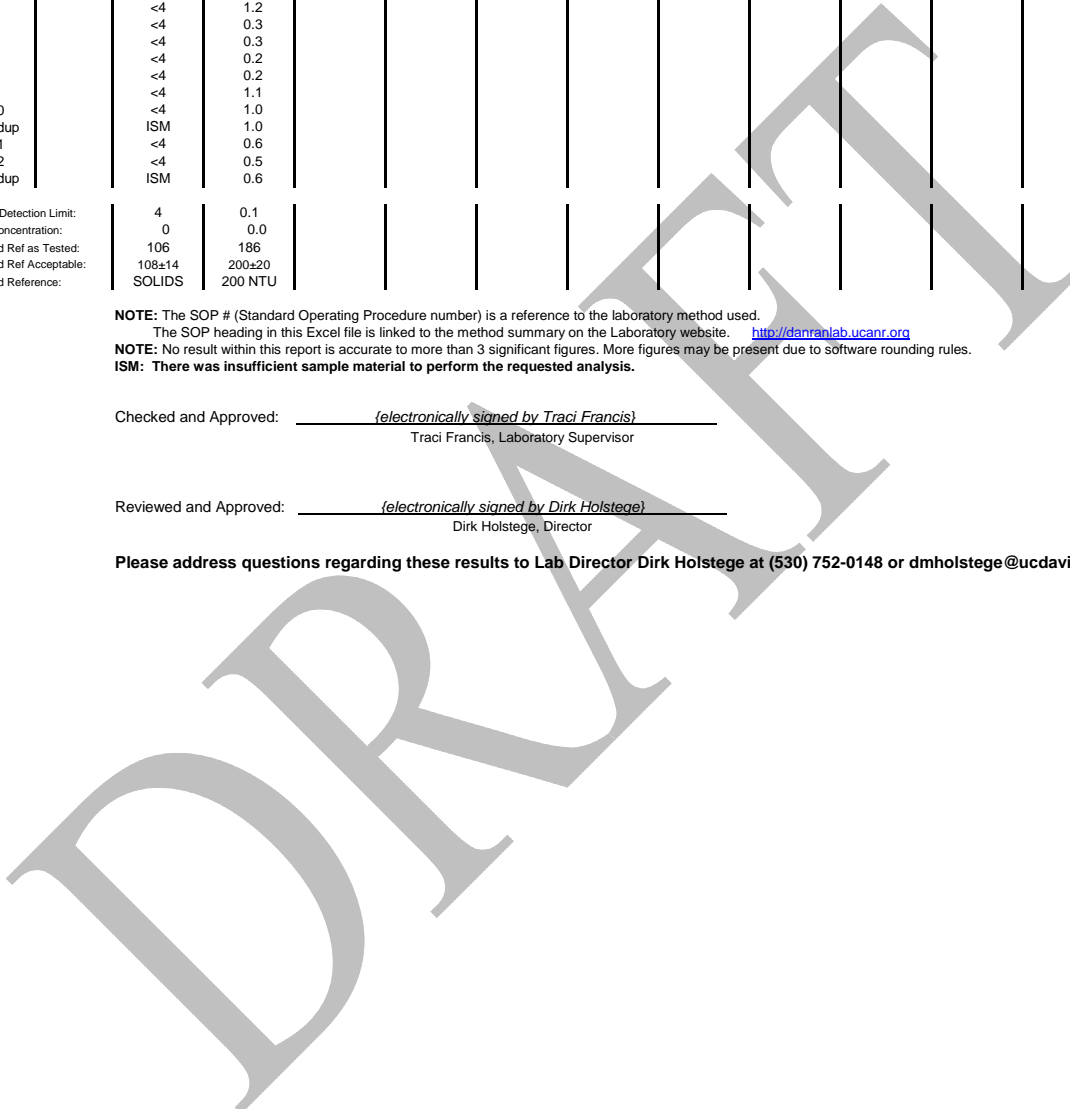 <4 1.2
<4 0.3
<4 0.3
<4 0.2
<4 0.2
<4 1.1
0 <4 1.0
dup ISM 1.0
1 <4 0.6
2 <4 0.5
dup ISM 0.6
Detection Limit: 4 0.1
oncentration: 0 0.0
d Ref as Tested: 106 186
d Ref Acceptable: 108±14 200±20
d Reference: SOLIDS 200 NTU
NOTE: The SOP # (Standard Operating Procedure number) is a reference to the laboratory method used.
The SOP heading in this Excel file is linked to the method summary on the Laboratory website. http://danranlab.ucanr.org
NOTE: No result within this report is accurate to more than 3 significant figures. More figures may be present due to software rounding rules.
ISM: There was insufficient sample material to perform the requested analysis.
Checked and Approved: {electronically signed by Traci Francis}
Traci Francis, Laboratory Supervisor
Reviewed and Approved: {electronically signed by Dirk Holstege}
Dirk Holstege, Director
Please address questions regarding these results to Lab Director Dirk Holstege at (530) 752-0148 or dmholstege@ucdavi
DRAFT